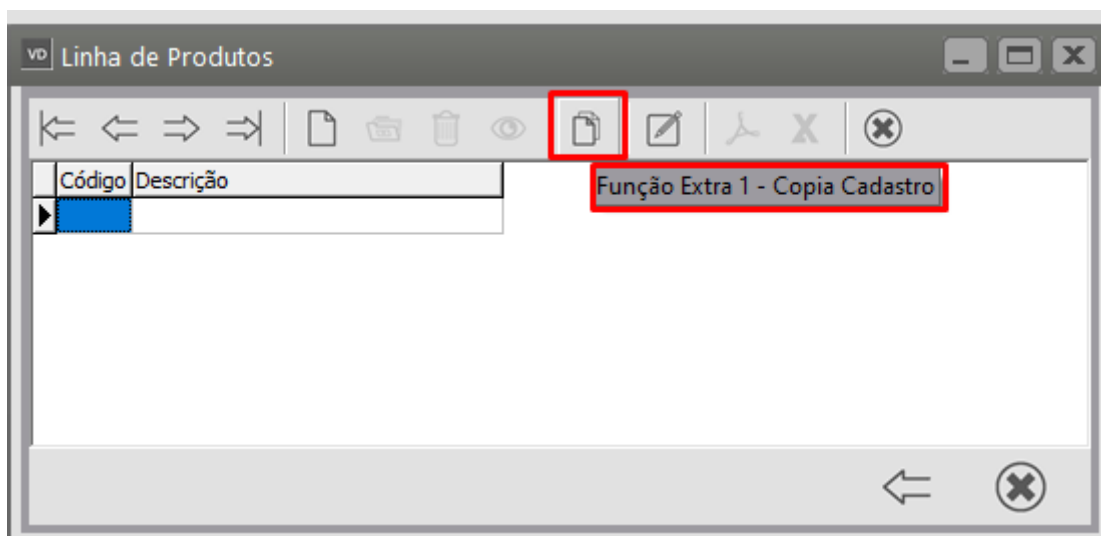 VD Linha de Produtos
Código Descrição
Função Extra 1 - Copia Cadastro